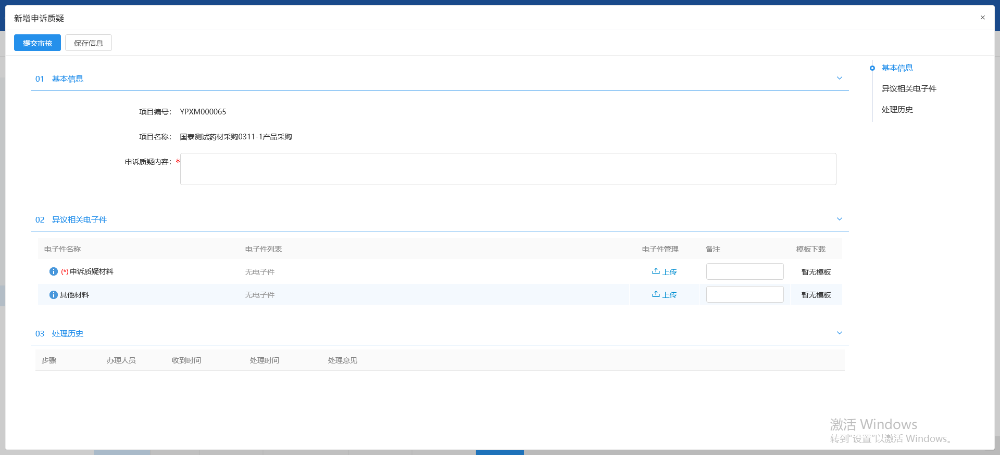 新增申诉质疑
×
提交审核 保存信息
01 基本信息
基本信息
异议相关电子件
处理历史
项目编号： YPXM000065
项目名称： 国泰测试药材采购0311-1产品采购
申诉质疑内容：*
02 异议相关电子件
电子件名称 电子件列表 电子件管理 备注 模板下载
(*)申诉质疑材料 无电子件 上传 暂无模板
其他材料 无电子件 上传 暂无模板
03 处理历史
步骤 办理人员 收到时间 处理时间 处理意见
激活 Windows
转到“设置”以激活 Windows。